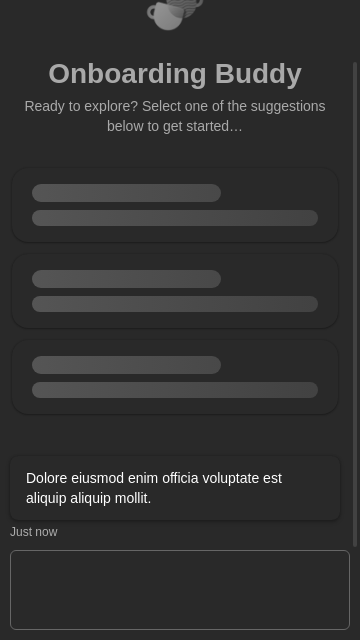 Onboarding Buddy
Ready to explore? Select one of the suggestions
below to get started…
Dolore eiusmod enim officia voluptate est
aliquip aliquip mollit.
Just now